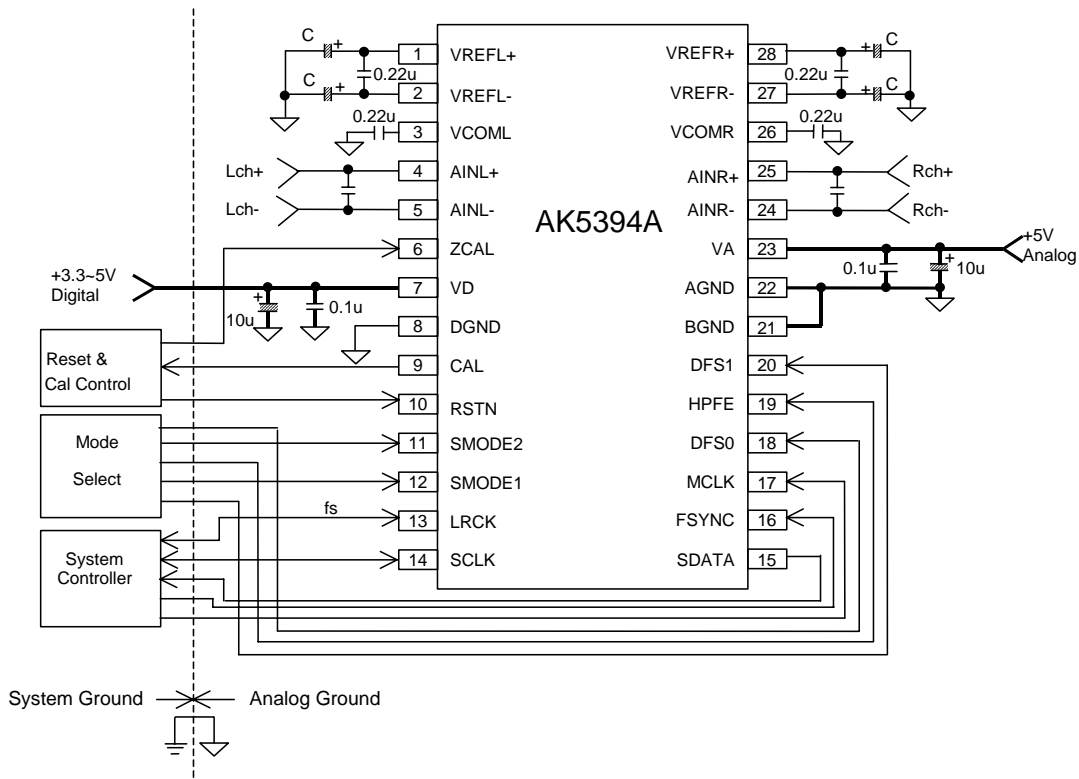 C
+
1
VREFL+
VREFR+
28
+
C
0.22u
0.22u
C
+
2
VREFL-
VREFR-
27
+
C
0.22u
3
VCOML
VCOMR
26
0.22u
Lch+
4
AINL+
AINR+
25
Rch+
Lch-
5
AINL-
AINR-
24
Rch-
AK5394A
6
ZCAL
VA
23
+5V
Analog
+3.3~5V
Digital
0.1u
+
10u
7
VD
AGND
22
+
10u
0.1u
8
DGND
BGND
21
Reset &
Cal Control
9
CAL
DFS1
20
10
RSTN
HPFE
19
Mode
Select
11
SMODE2
DFS0
18
12
SMODE1
MCLK
17
fs
13
LRCK
FSYNC
16
System
Controller
14
SCLK
SDATA
15
System Ground
Analog Ground